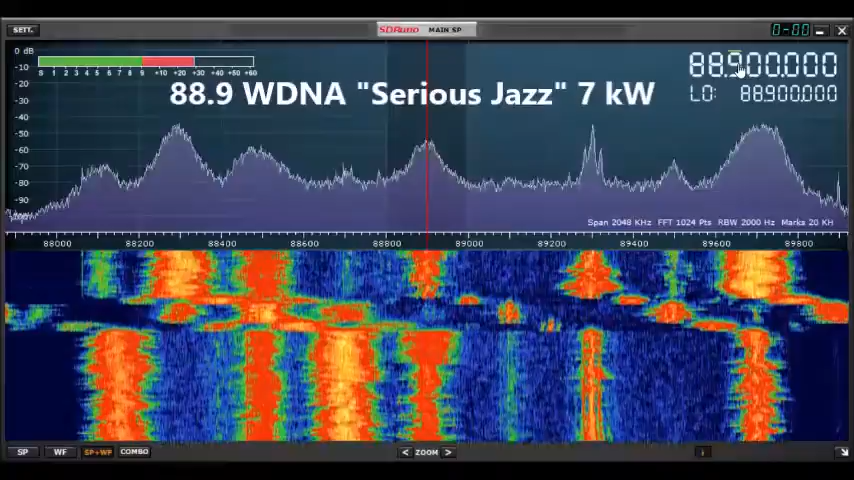 SETT.
SDRuno MAIN SP
0-00
0 dB
-10
-20
-30
-40
-50
-60
-70
-80
-90
S 1 2 3 4 5 6 7 8 9 +10 +20 +30 +40 +50 +60
88.900.000
LO: 88.900.000
88.9 WDNA "Serious Jazz" 7 kW
Span 2048 KHz FFT 1024 Pts RBW 2000 Hz Marks 20 KH
88000 88200 88400 88600 88800 89000 89200 89400 89600 89800
SP WF SP+WF COMBO < ZOOM > i